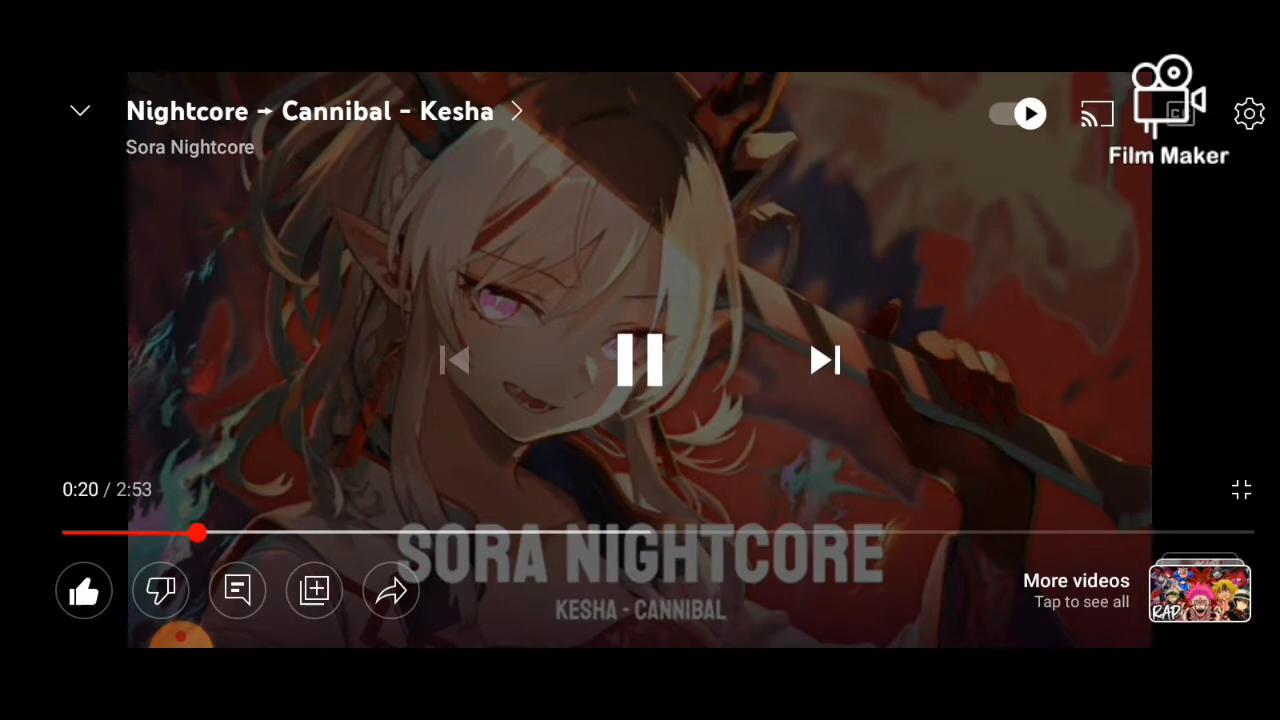 Nightcore → Cannibal - Kesha
Sora Nightcore
Film Maker
0:20 / 2:53
SORA NIGHTCORE
KESHA - CANNIBAL
More videos
Tap to see all
RAP